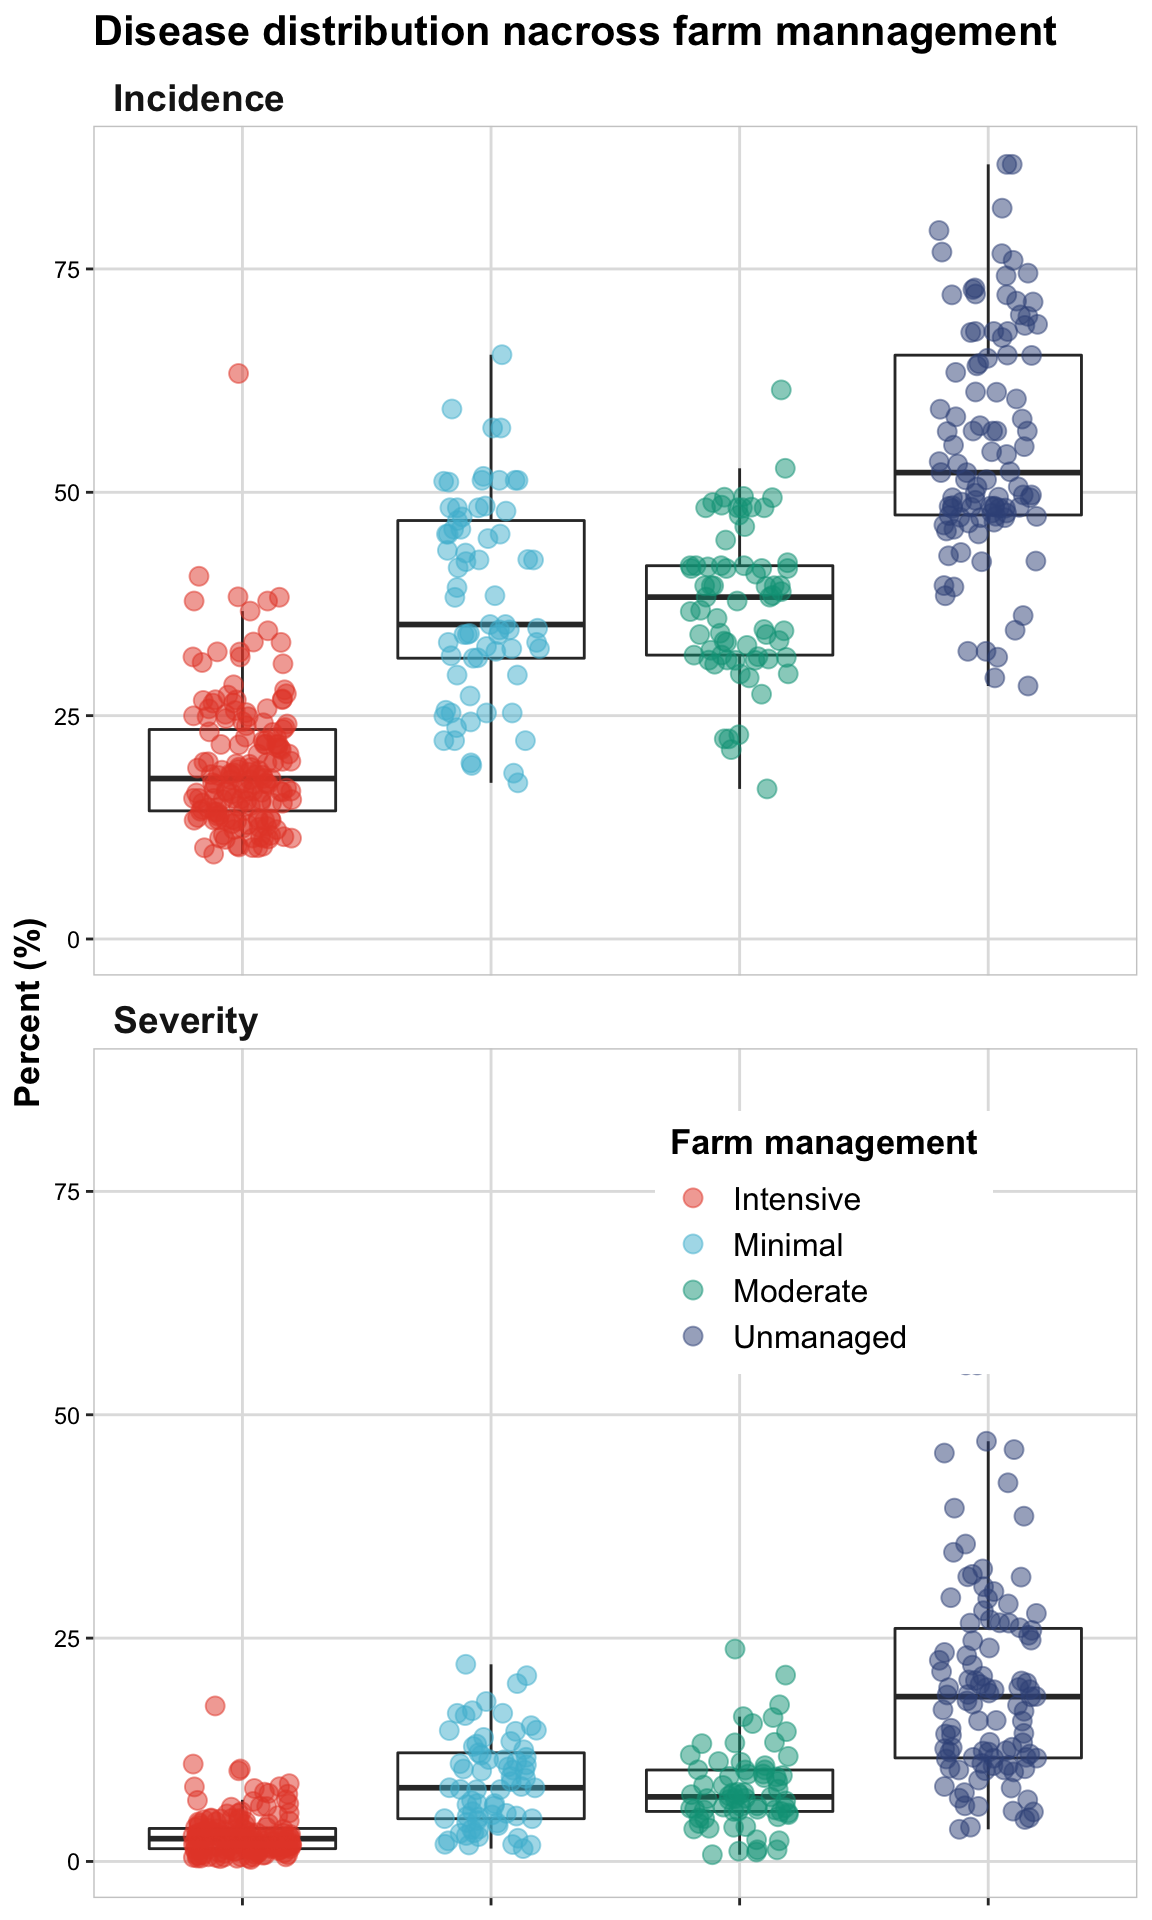 Disease distribution nacross farm mannagement
Incidence
75
50
25
0
Percent (%)
Severity
Farm management
Intensive
Minimal
Moderate
Unmanaged
75
50
25
0